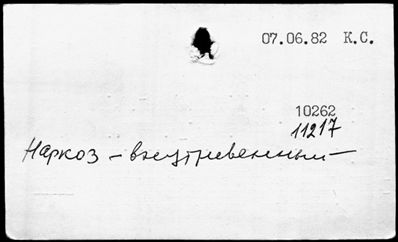 07.06.82 К.С.
10262
11217
Наркоз – внутривенный –